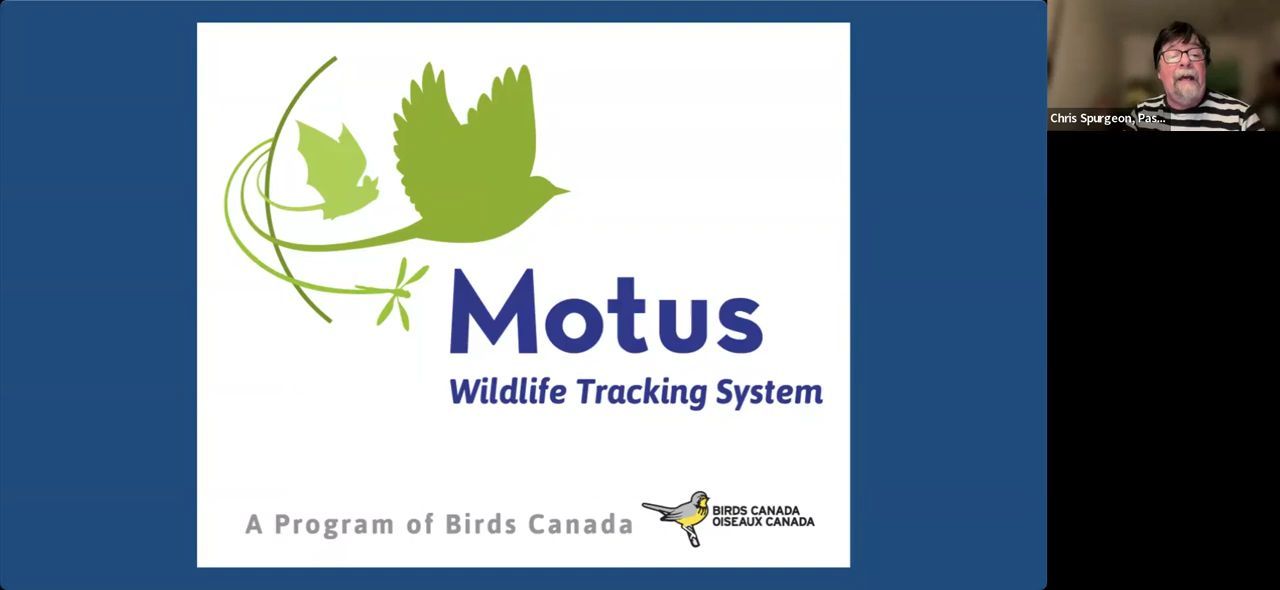 Motus
Wildlife Tracking System
A Program of Birds Canada
BIRDS CANADA
OISEAUX CANADA
Chris Spurgeon, Pas...